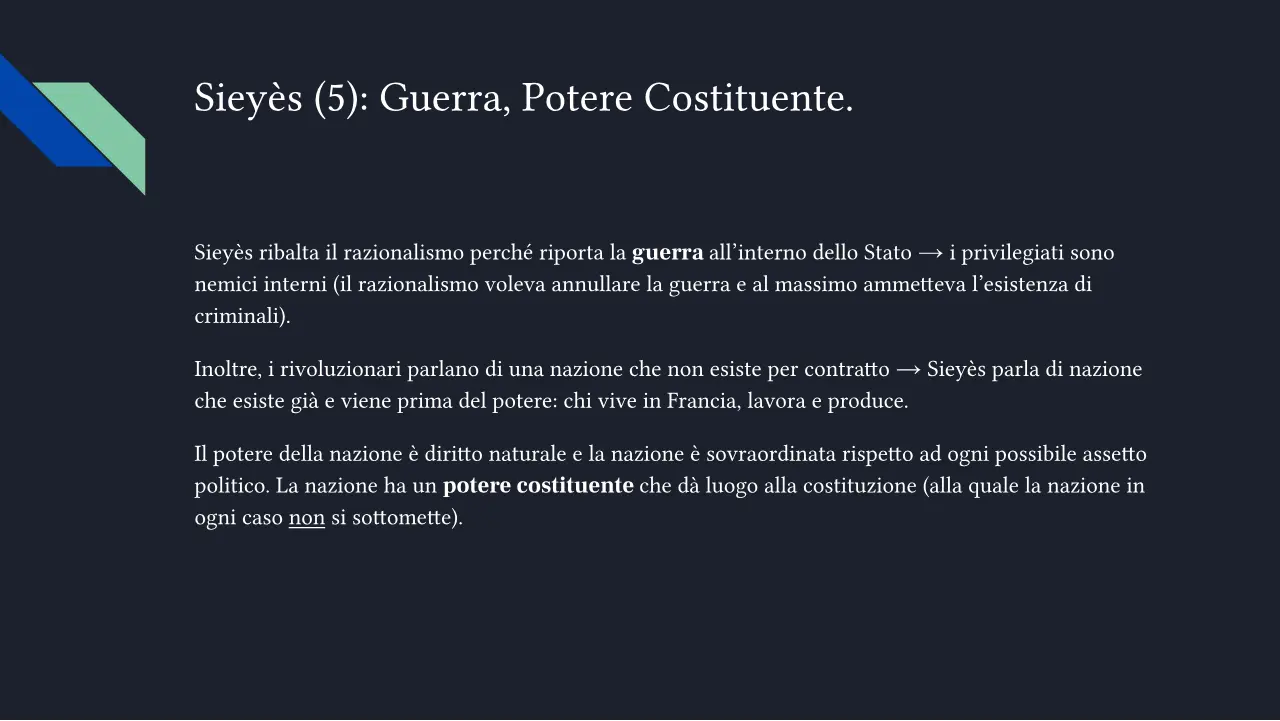 Sieyès (5): Guerra, Potere Costituente.
Sieyès ribalta il razionalismo perché riporta la guerra all’interno dello Stato ⟶ i privilegiati sono
nemici interni (il razionalismo voleva annullare la guerra e al massimo ammetteva l’esistenza di
criminali).
Inoltre, i rivoluzionari parlano di una nazione che non esiste per contratto ⟶ Sieyès parla di nazione
che esiste già e viene prima del potere: chi vive in Francia, lavora e produce.
Il potere della nazione è diritto naturale e la nazione è sovraordinata rispetto ad ogni possibile assetto
politico. La nazione ha un potere costituente che dà luogo alla costituzione (alla quale la nazione in
ogni caso non si sottomette).